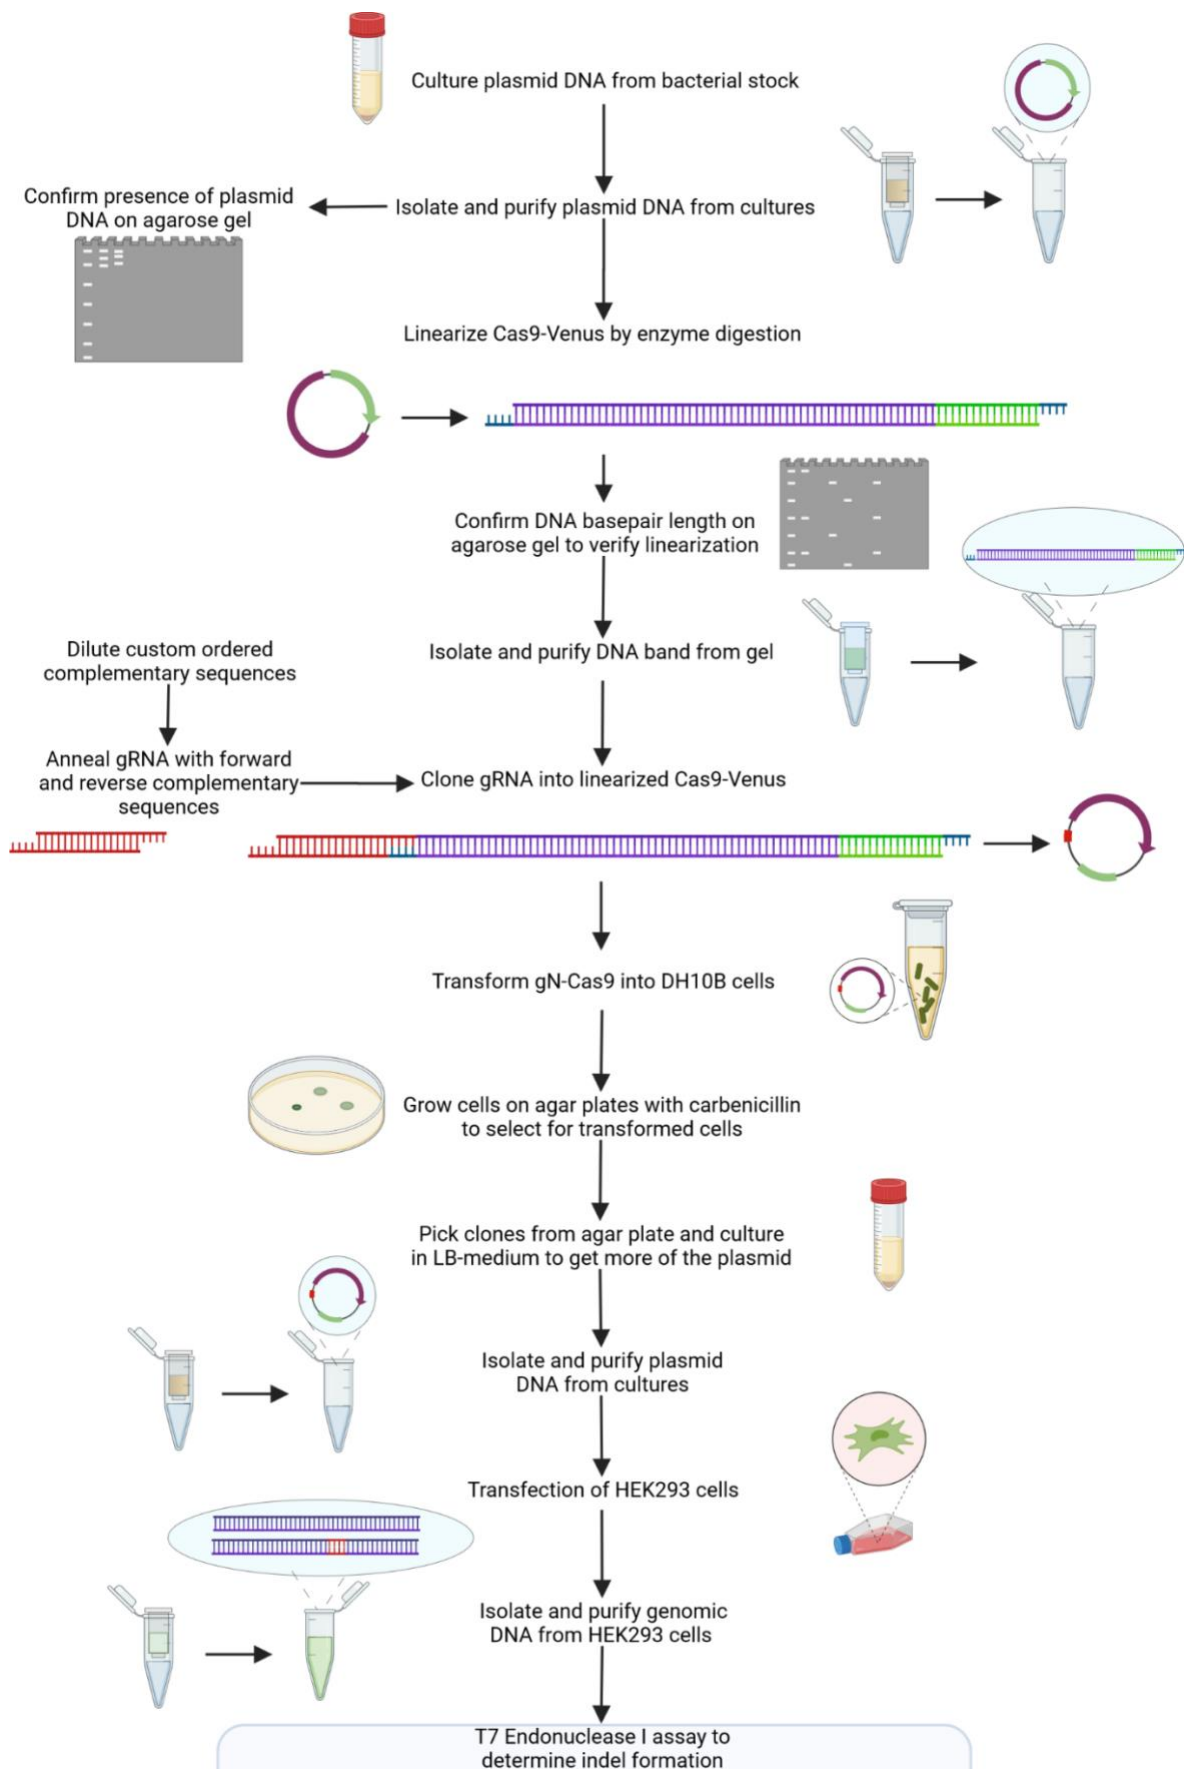 Culture plasmid DNA from bacterial stock
Confirm presence of plasmid
DNA on agarose gel
Isolate and purify plasmid DNA from cultures
Linearize Cas9-Venus by enzyme digestion
Confirm DNA basepair length on
agarose gel to verify linearization
Isolate and purify DNA band from gel
Dilute custom ordered
complementary sequences
Anneal gRNA with forward
and reverse complementary
sequences
Clone gRNA into linearized Cas9-Venus
Transform gN-Cas9 into DH10B cells
Grow cells on agar plates with carbenicillin
to select for transformed cells
Pick clones from agar plate and culture
in LB-medium to get more of the plasmid
Isolate and purify plasmid
DNA from cultures
Transfection of HEK293 cells
Isolate and purify genomic
DNA from HEK293 cells
T7 Endonuclease I assay to
determine indel formation